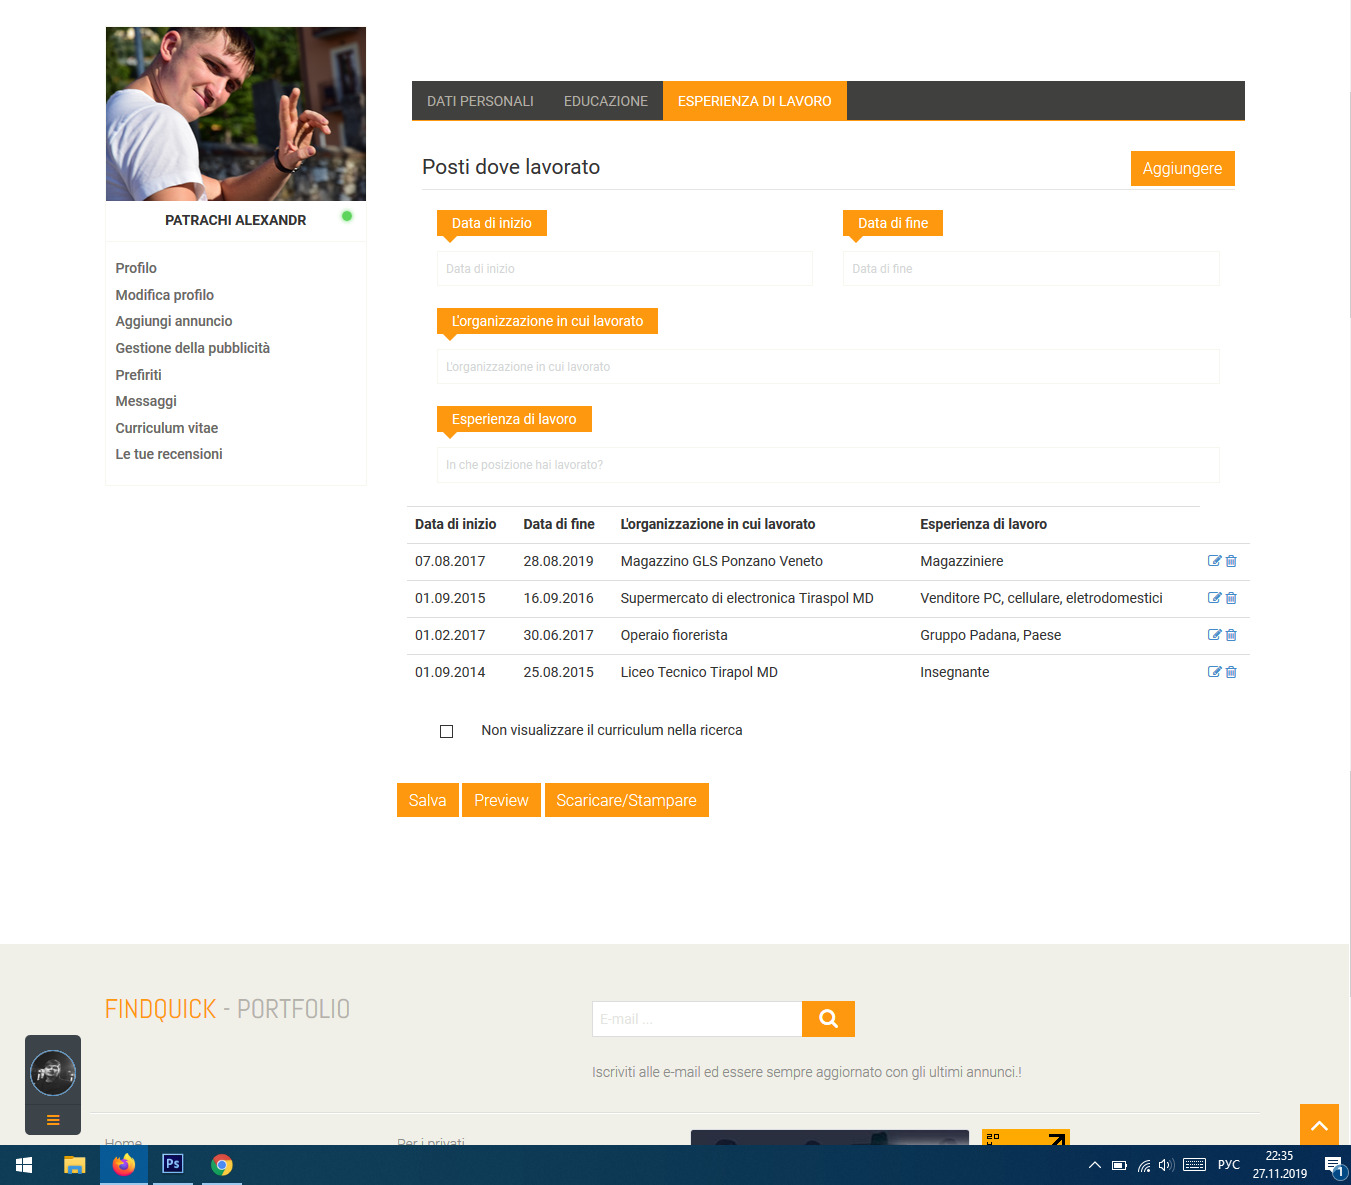 DATI PERSONALI EDUCAZIONE ESPERIENZA DI LAVORO
Posti dove lavorato
Aggiungere
PATRACHI ALEXANDR
Profilo
Modifica profilo
Aggiungi annuncio
Gestione della pubblicità
Prefiriti
Messaggi
Curriculum vitae
Le tue recensioni
Data di inizio Data di fine
Data di inizio Data di fine
L'organizzazione in cui lavorato
L'organizzazione in cui lavorato
Esperienza di lavoro
In che posizione hai lavorato?
Data di inizio Data di fine L'organizzazione in cui lavorato Esperienza di lavoro
07.08.2017 28.08.2019 Magazzino GLS Ponzano Veneto Magazziniere
01.09.2015 16.09.2016 Supermercato di electronica Tiraspol MD Venditore PC, cellulare, eletrodomestici
01.02.2017 30.06.2017 Operaio fiorerista Gruppo Padana, Paese
01.09.2014 25.08.2015 Liceo Tecnico Tirapol MD Insegnante
Non visualizzare il curriculum nella ricerca
Salva Preview Scaricare/Stampare
FINDQUICK - PORTFOLIO
E-mail ...
Iscriviti alle e-mail ed essere sempre aggiornato con gli ultimi annunci.!
Home Per i privati
Ps
РУС
22:35
27.11.2019
1